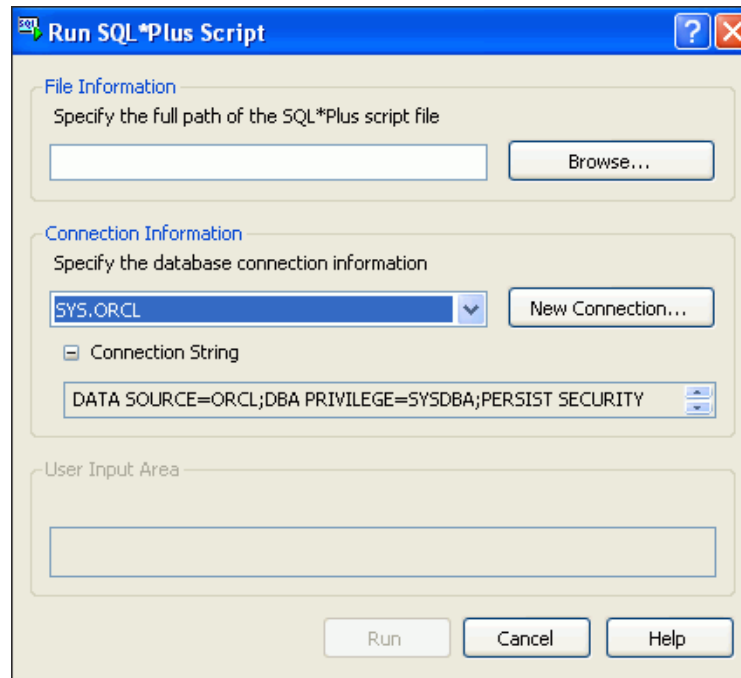 Run SQL*Plus Script
File Information
Specify the full path of the SQL*Plus script file
Browse...
Connection Information
Specify the database connection information
SYS.ORCL
New Connection...
Connection String
DATA SOURCE=ORCL;DBA PRIVILEGE=SYSDBA;PERSIST SECURITY
User Input Area
Run Cancel Help